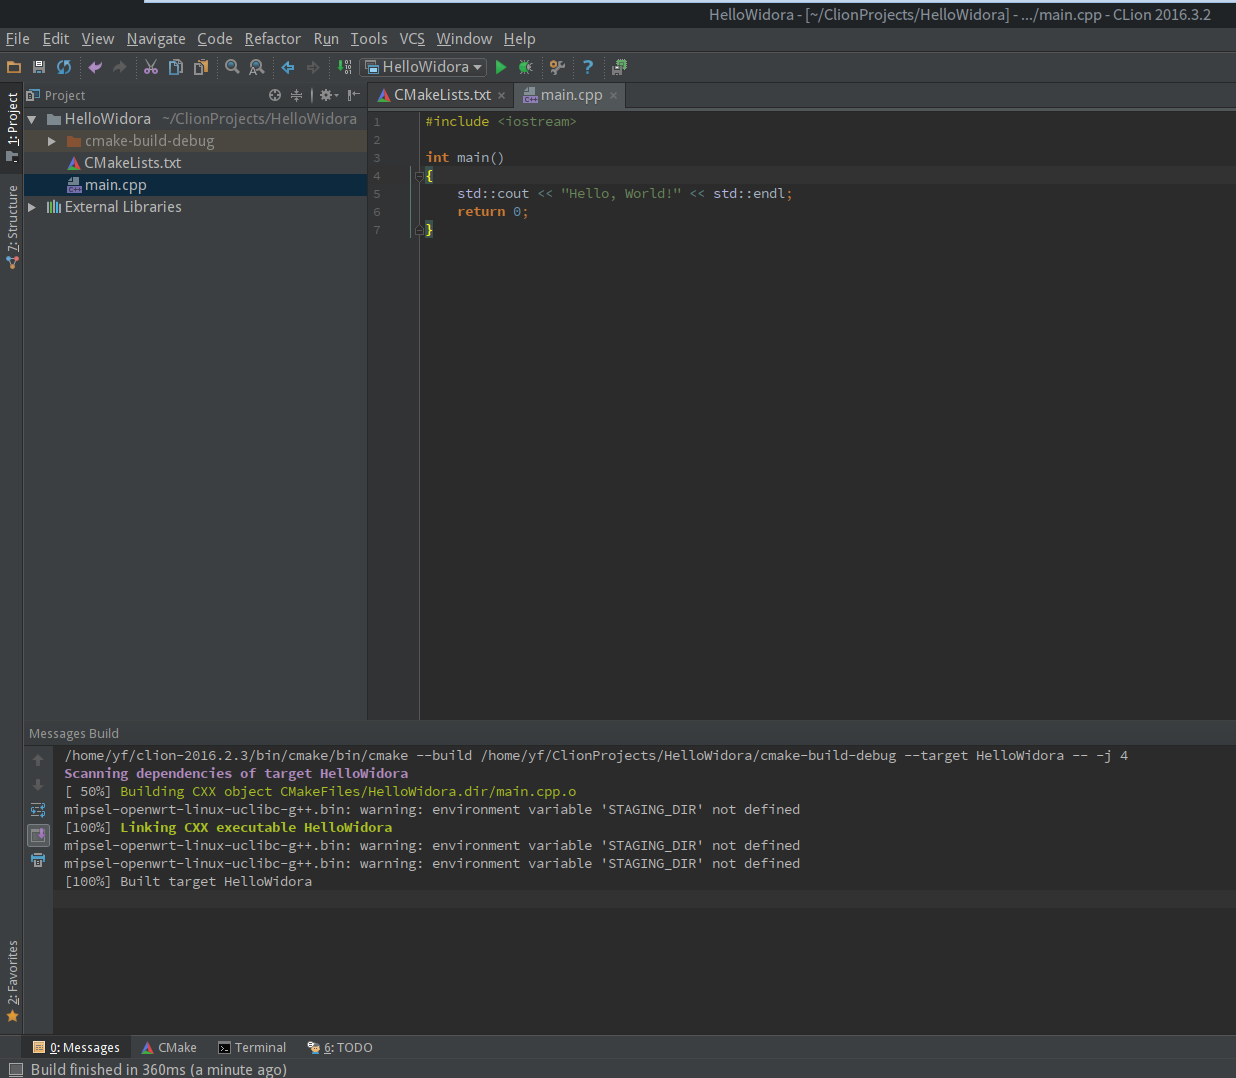 HelloWidora - [~/ClionProjects/HelloWidora] - .../main.cpp - CLion 2016.3.2
File Edit View Navigate Code Refactor Run Tools VCS Window Help
HelloWidora
1: Project
7: Structure
2: Favorites
Project
HelloWidora ~/ClionProjects/HelloWidora
cmake-build-debug
CMakeLists.txt
main.cpp
External Libraries
CMakeLists.txt × main.cpp ×
1 #include <iostream>
2
3 int main()
4 {
5 std::cout << "Hello, World!" << std::endl;
6 return 0;
7 }
Messages Build
/home/yf/clion-2016.2.3/bin/cmake/bin/cmake --build /home/yf/ClionProjects/HelloWidora/cmake-build-debug --target HelloWidora -- -j 4
Scanning dependencies of target HelloWidora
[ 50%] Building CXX object CMakeFiles/HelloWidora.dir/main.cpp.o
mipsel-openwrt-linux-uclibc-g++.bin: warning: environment variable 'STAGING_DIR' not defined
[100%] Linking CXX executable HelloWidora
mipsel-openwrt-linux-uclibc-g++.bin: warning: environment variable 'STAGING_DIR' not defined
mipsel-openwrt-linux-uclibc-g++.bin: warning: environment variable 'STAGING_DIR' not defined
[100%] Built target HelloWidora
0: Messages CMake Terminal 6: TODO
Build finished in 360ms (a minute ago)